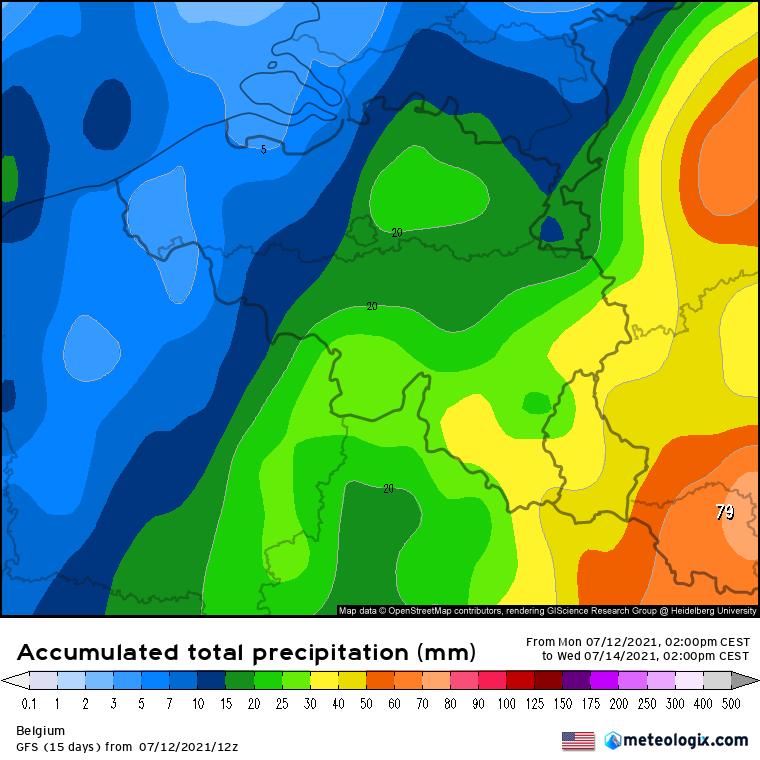 5
20
20
20
79
Map data © OpenStreetMap contributors, rendering GIScience Research Group @ Heidelberg University
Accumulated total precipitation (mm)
From Mon 07/12/2021, 02:00pm CEST
to Wed 07/14/2021, 02:00pm CEST
0.1 1 2 3 5 7 10 15 20 25 30 40 50 60 70 80 90 100 125 150 175 200 250 300 400 500
Belgium
GFS (15 days) from 07/12/2021/12z
meteologix.com